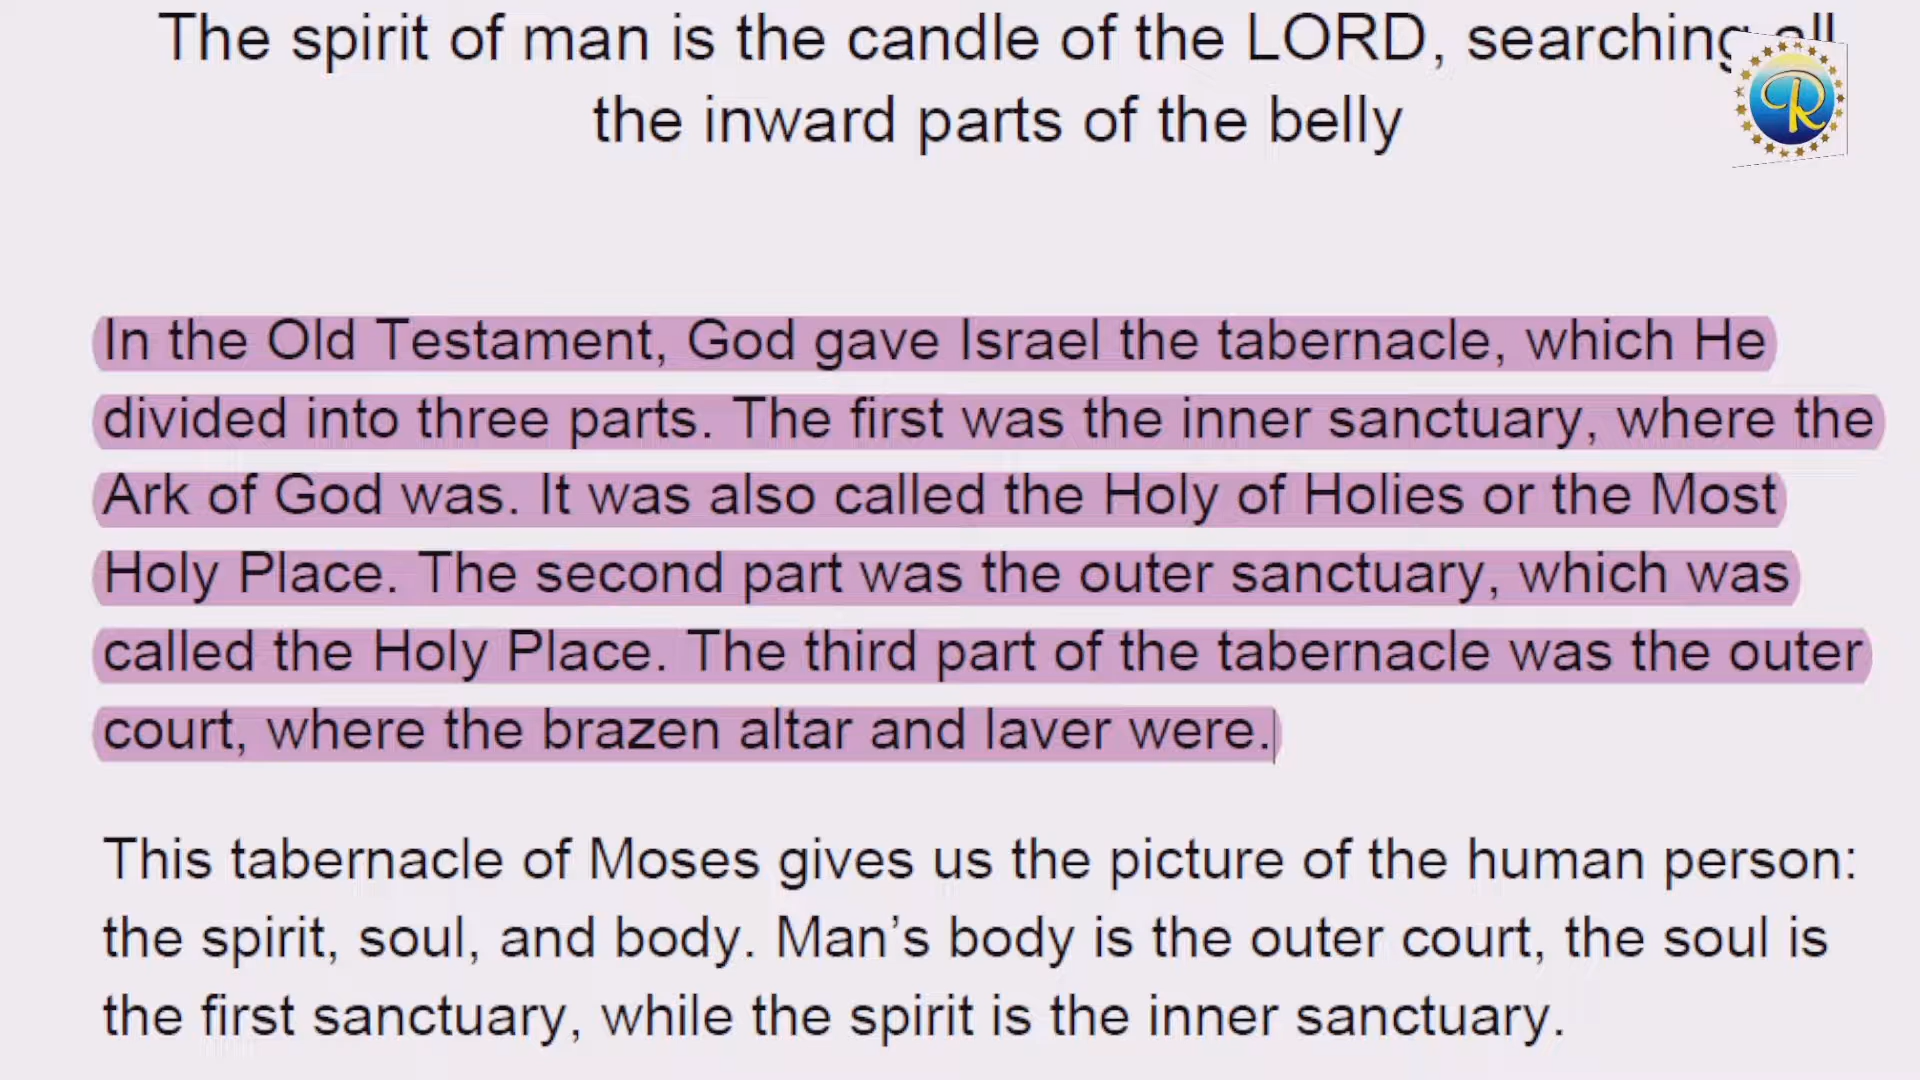 The spirit of man is the candle of the LORD, searching all
the inward parts of the belly
R
In the Old Testament, God gave Israel the tabernacle, which He
divided into three parts. The first was the inner sanctuary, where the
Ark of God was. It was also called the Holy of Holies or the Most
Holy Place. The second part was the outer sanctuary, which was
called the Holy Place. The third part of the tabernacle was the outer
court, where the brazen altar and laver were.
This tabernacle of Moses gives us the picture of the human person:
the spirit, soul, and body. Man’s body is the outer court, the soul is
the first sanctuary, while the spirit is the inner sanctuary.